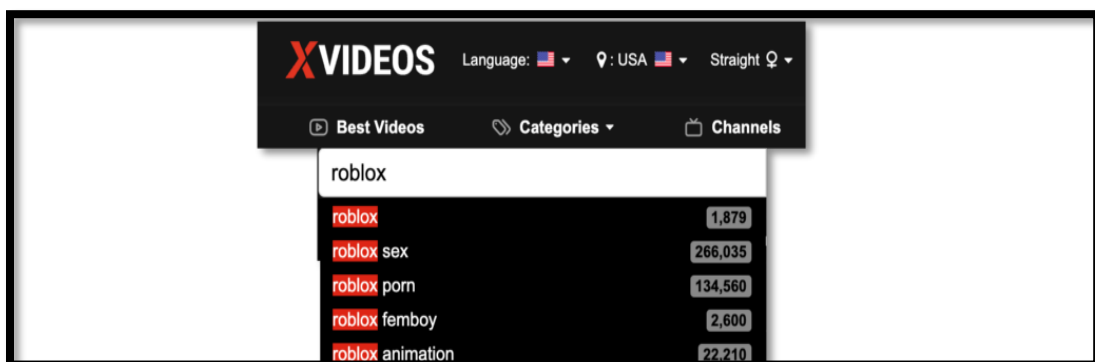 XVIDEOS Language: : USA Straight
Best Videos Categories Channels
roblox
roblox 1,879
roblox sex 266,035
roblox porn 134,560
roblox femboy 2,600
roblox animation 22,210